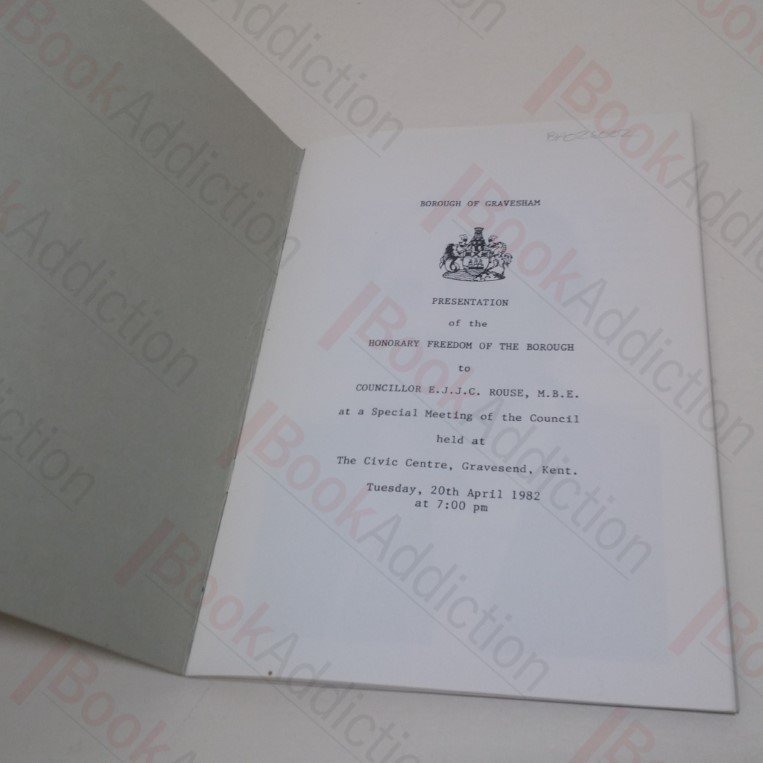 BOROUGH OF GRAVESHAM
PRESENTATION
of the
HONORARY FREEDOM OF THE BOROUGH
to
COUNCILLOR E.J.J.C. ROUSE, M.B.E.
at a Special Meeting of the Council
held at
The Civic Centre, Gravesend, Kent.
Tuesday, 20th April 1982
at 7:00 pm
BookAddiction